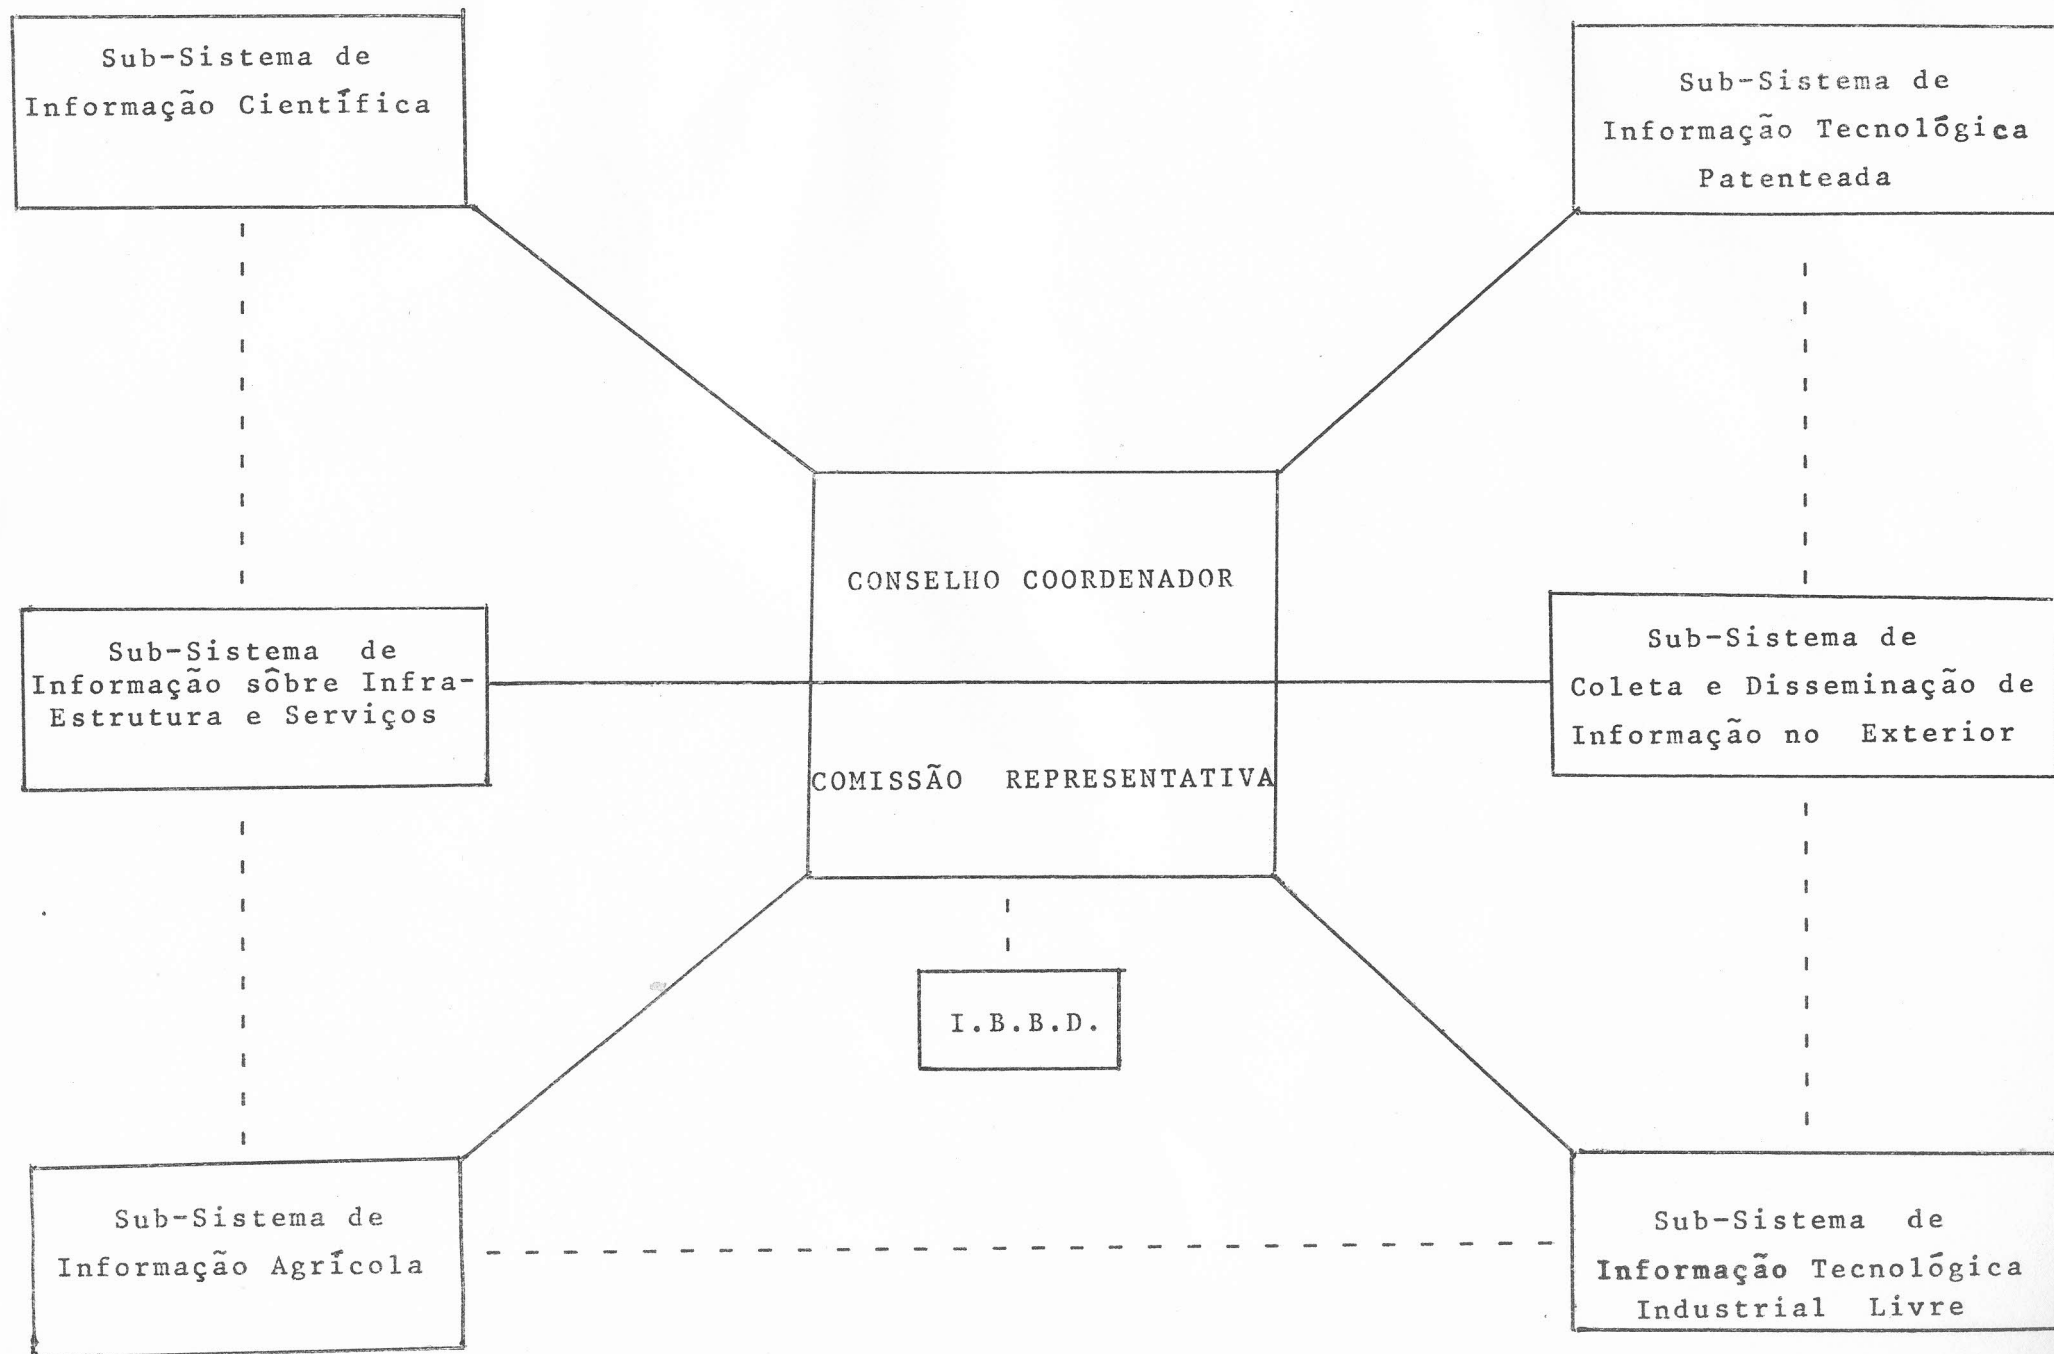 Sub-Sistema de
Informação Científica
Sub-Sistema de
Informação Tecnológica
Patenteada
CONSELHO COORDENADOR
COMISSÃO REPRESENTATIVA
Sub-Sistema de
Informação sôbre Infra-
Estrutura e Serviços
Sub-Sistema de
Coleta e Disseminação de
Informação no Exterior
I.B.B.D.
Sub-Sistema de
Informação Agrícola
Sub-Sistema de
Informação Tecnológica
Industrial Livre